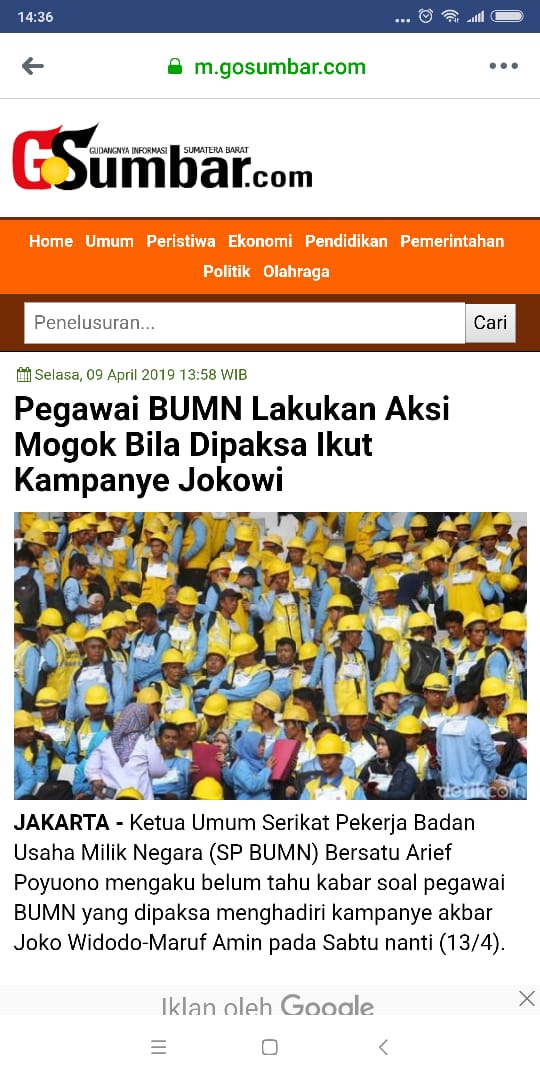 14:36
m.gosumbar.com
GUDANGNYA INFORMASI SUMATERA BARAT
GoSumbar.com
Home Umum Peristiwa Ekonomi Pendidikan Pemerintahan
Politik Olahraga
Penelusuran... Cari
Selasa, 09 April 2019 13:58 WIB
Pegawai BUMN Lakukan Aksi
Mogok Bila Dipaksa Ikut
Kampanye Jokowi
detikcom
JAKARTA - Ketua Umum Serikat Pekerja Badan
Usaha Milik Negara (SP BUMN) Bersatu Arief
Poyuono mengaku belum tahu kabar soal pegawai
BUMN yang dipaksa menghadiri kampanye akbar
Joko Widodo-Maruf Amin pada Sabtu nanti (13/4).
Iklan oleh Google